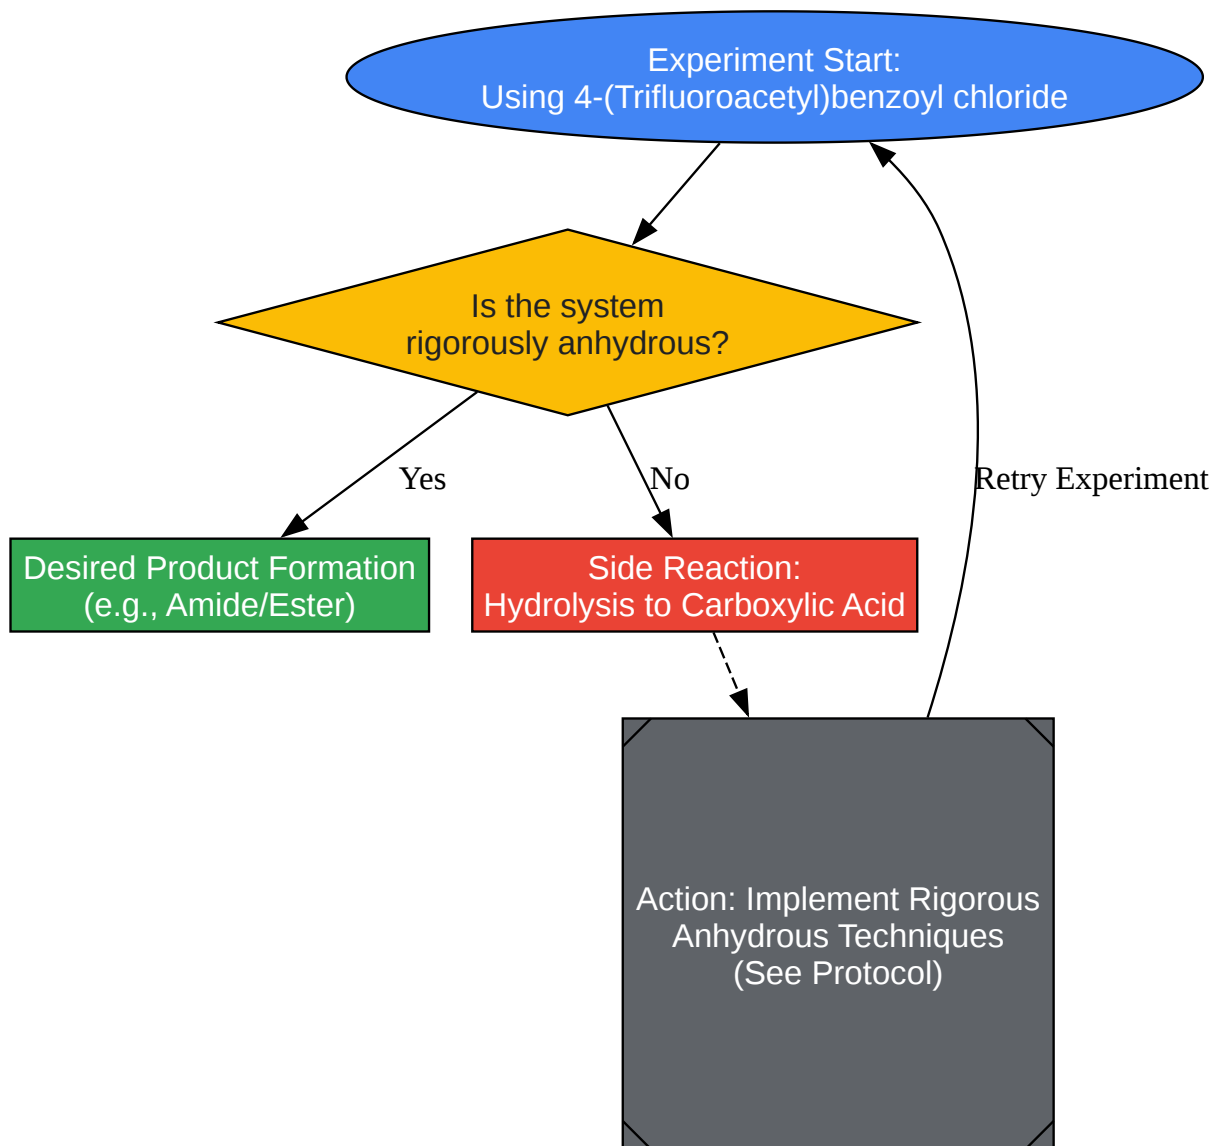 Experiment Start:
Using 4-(Trifluoroacetyl)benzoyl chloride
Is the system
rigorously anhydrous?
Yes
No
Retry Experiment
Desired Product Formation
(e.g., Amide/Ester)
Side Reaction:
Hydrolysis to Carboxylic Acid
Action: Implement Rigorous
Anhydrous Techniques
(See Protocol)